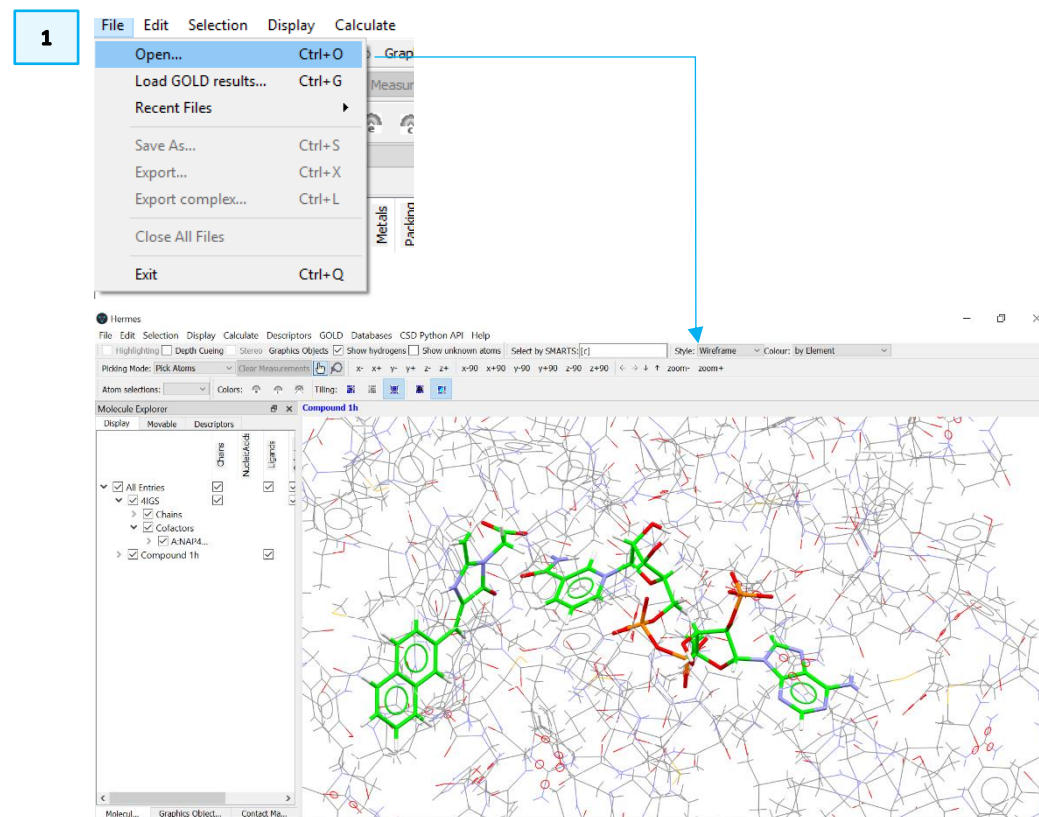 1
File Edit Selection Display Calculate
Open... Ctrl+O
Load GOLD results... Ctrl+G
Recent Files
Save As... Ctrl+S
Export... Ctrl+X
Export complex... Ctrl+L
Close All Files
Exit Ctrl+Q
Grap
Measur
Metals
Packing
Hermes
File Edit Selection Display Calculate Descriptors GOLD Databases CSD Python API Help
Highlighting Depth Cueing Stereo Graphics Objects Show hydrogens Show unknown atoms Select by SMARTS: [c] Style: Wireframe Colour: by Element
Picking Mode: Pick Atoms Clear Measurements x- x+ y- y+ z- z+ x-90 x+90 y-90 y+90 z-90 z+90 zoom- zoom+
Atom selections: Colors: Tiling:
Molecule Explorer
Compound 1h
Display Movable Descriptors
Chains
NucleicAcids
Ligands
All Entries
4IGS
Chains
Cofactors
A:NAP4...
Compound 1h
Molecul... Graphics Object... Contact Ma...